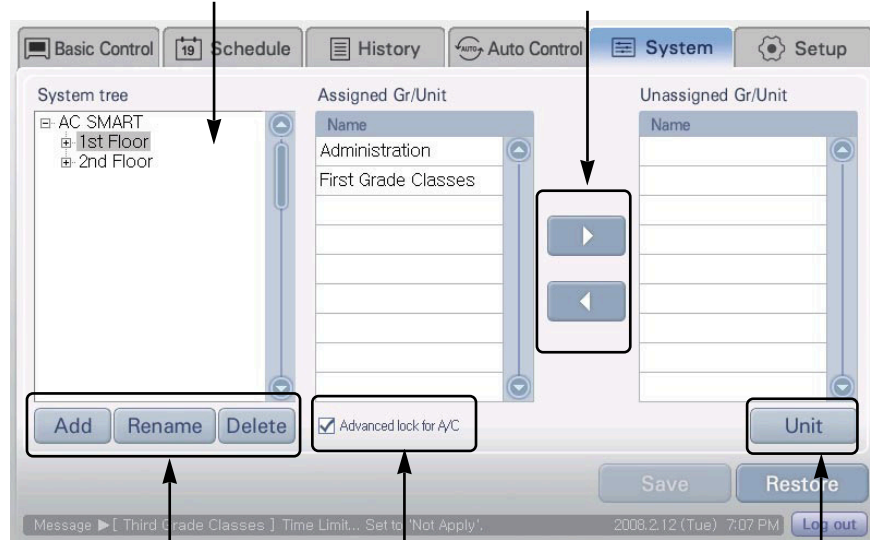 Basic Control
19 Schedule
History
AUTO Auto Control
System
Setup
System tree
AC SMART
1st Floor
2nd Floor
Add
Rename
Delete
Assigned Gr/Unit
Name
Administration
First Grade Classes
Advanced lock for A/C
Unassigned Gr/Unit
Name
Unit
Save
Restore
Message ▶[ Third Grade Classes ] Time Limit... Set to 'Not Apply'.
2008.2.12 (Tue) 7:07 PM
Log out